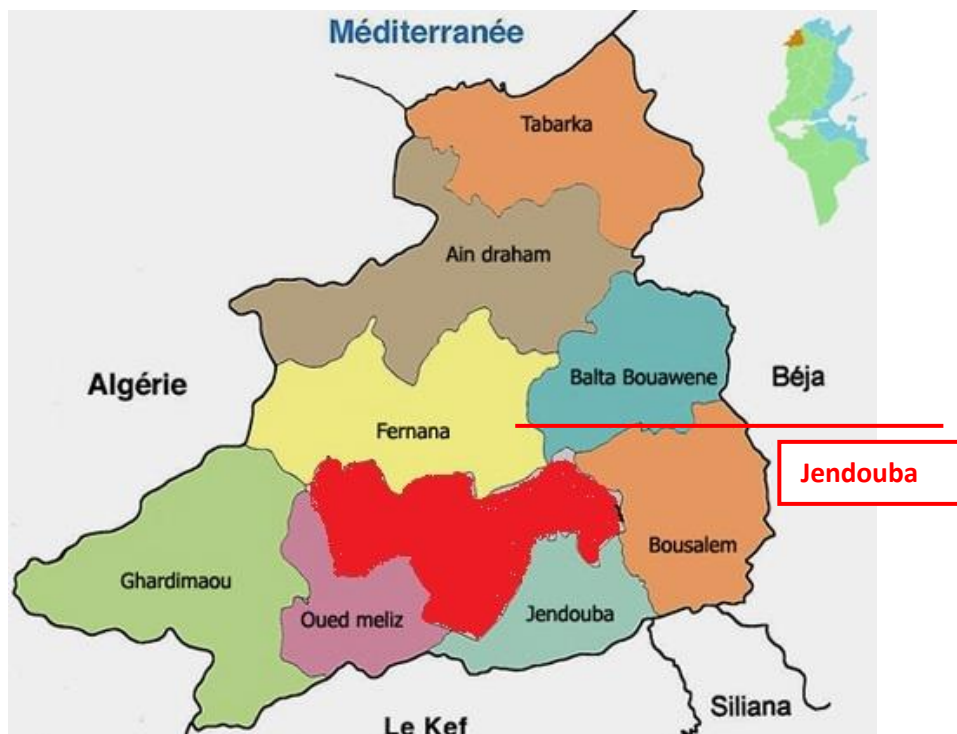 Méditerranée
Tabarka
Ain draham
Algérie
Balta Bouawene
Béja
Fernana
Jendouba
Bousalem
Ghardimaou
Oued meliz
Jendouba
Siliana
Le Kef